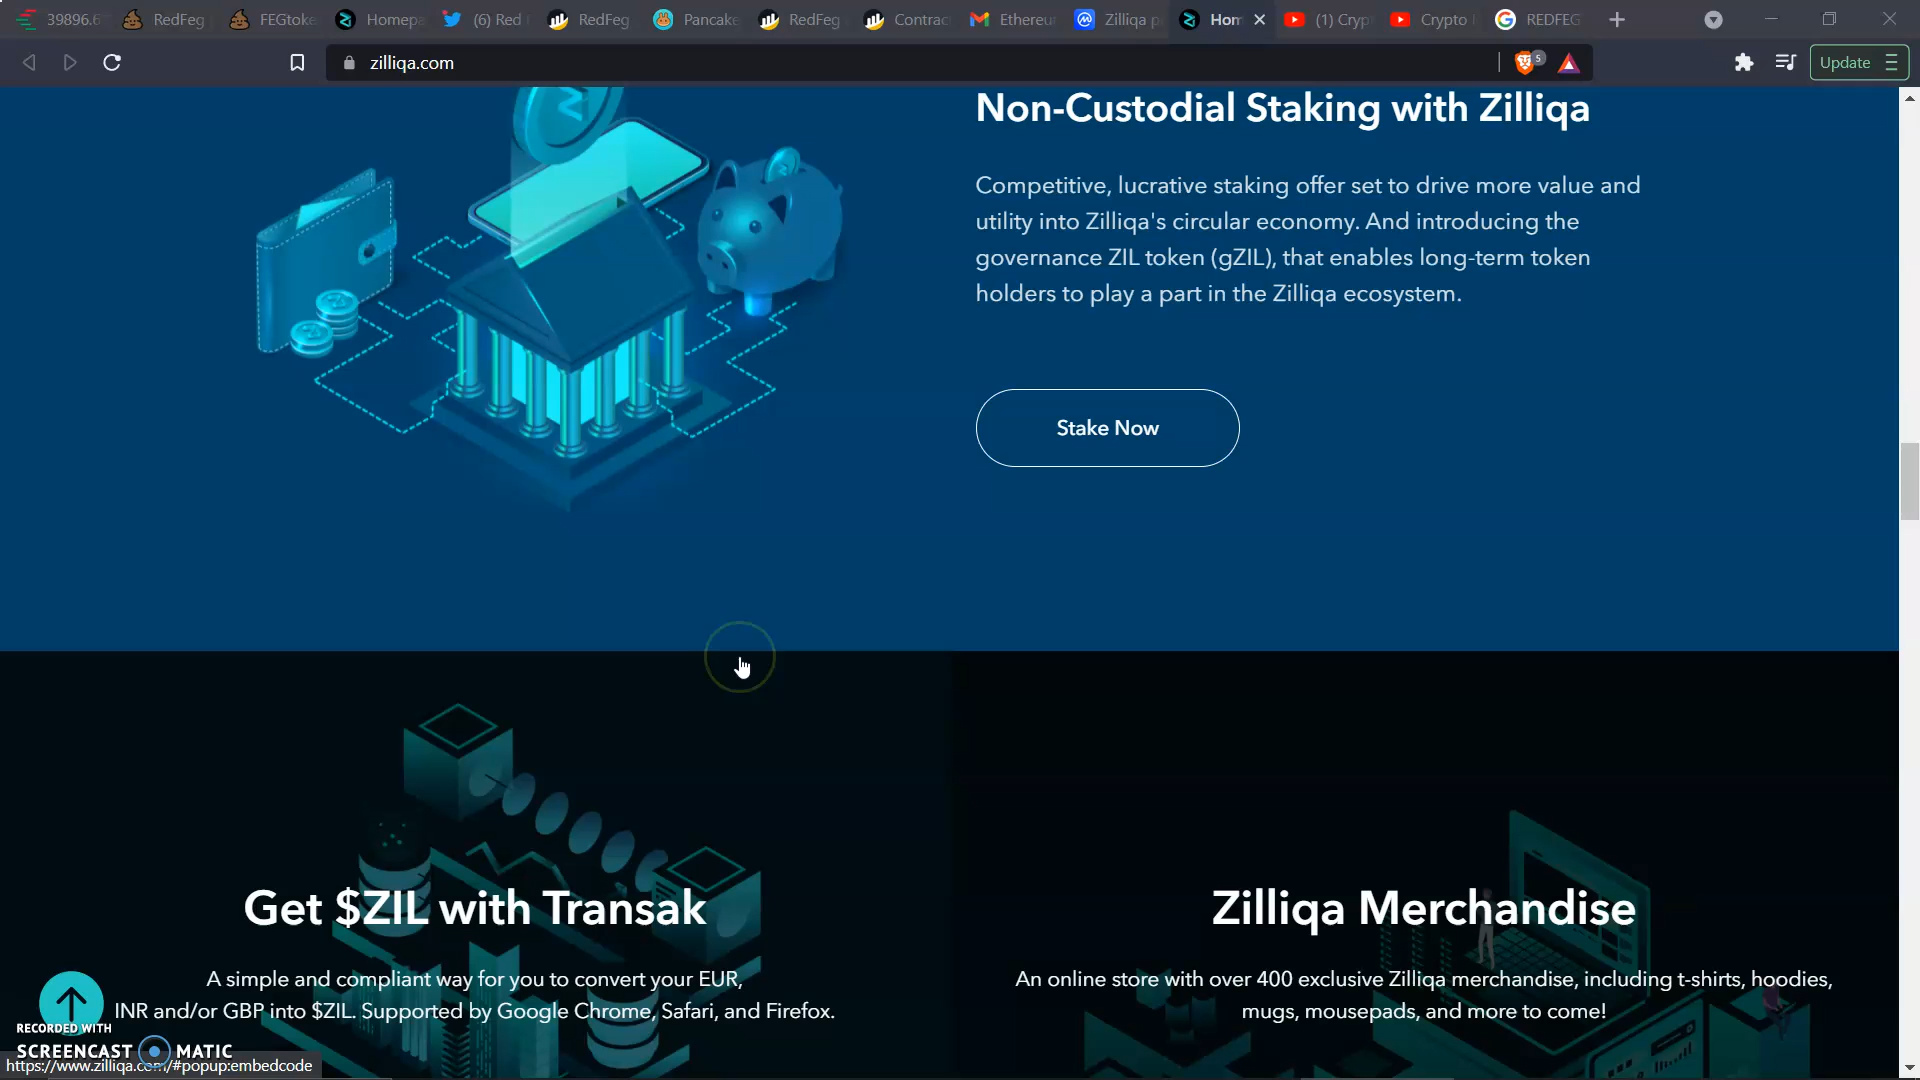 39896.6 RedFeg FEGtoke Homepa (6) Red RedFeg Pancake RedFeg Contrac Ethereu Zilliqa p Hom (1) Cryp Crypto REDFEG
zilliqa.com 5 Update
Non-Custodial Staking with Zilliqa
Competitive, lucrative staking offer set to drive more value and
utility into Zilliqa's circular economy. And introducing the
governance ZIL token (gZIL), that enables long-term token
holders to play a part in the Zilliqa ecosystem.
Stake Now
Get $ZIL with Transak
A simple and compliant way for you to convert your EUR,
INR and/or GBP into $ZIL. Supported by Google Chrome, Safari, and Firefox.
Zilliqa Merchandise
An online store with over 400 exclusive Zilliqa merchandise, including t-shirts, hoodies,
mugs, mousepads, and more to come!
RECORDED WITH
SCREENCAST MATIC
https://www.zilliqa.com/#popup:embedcode